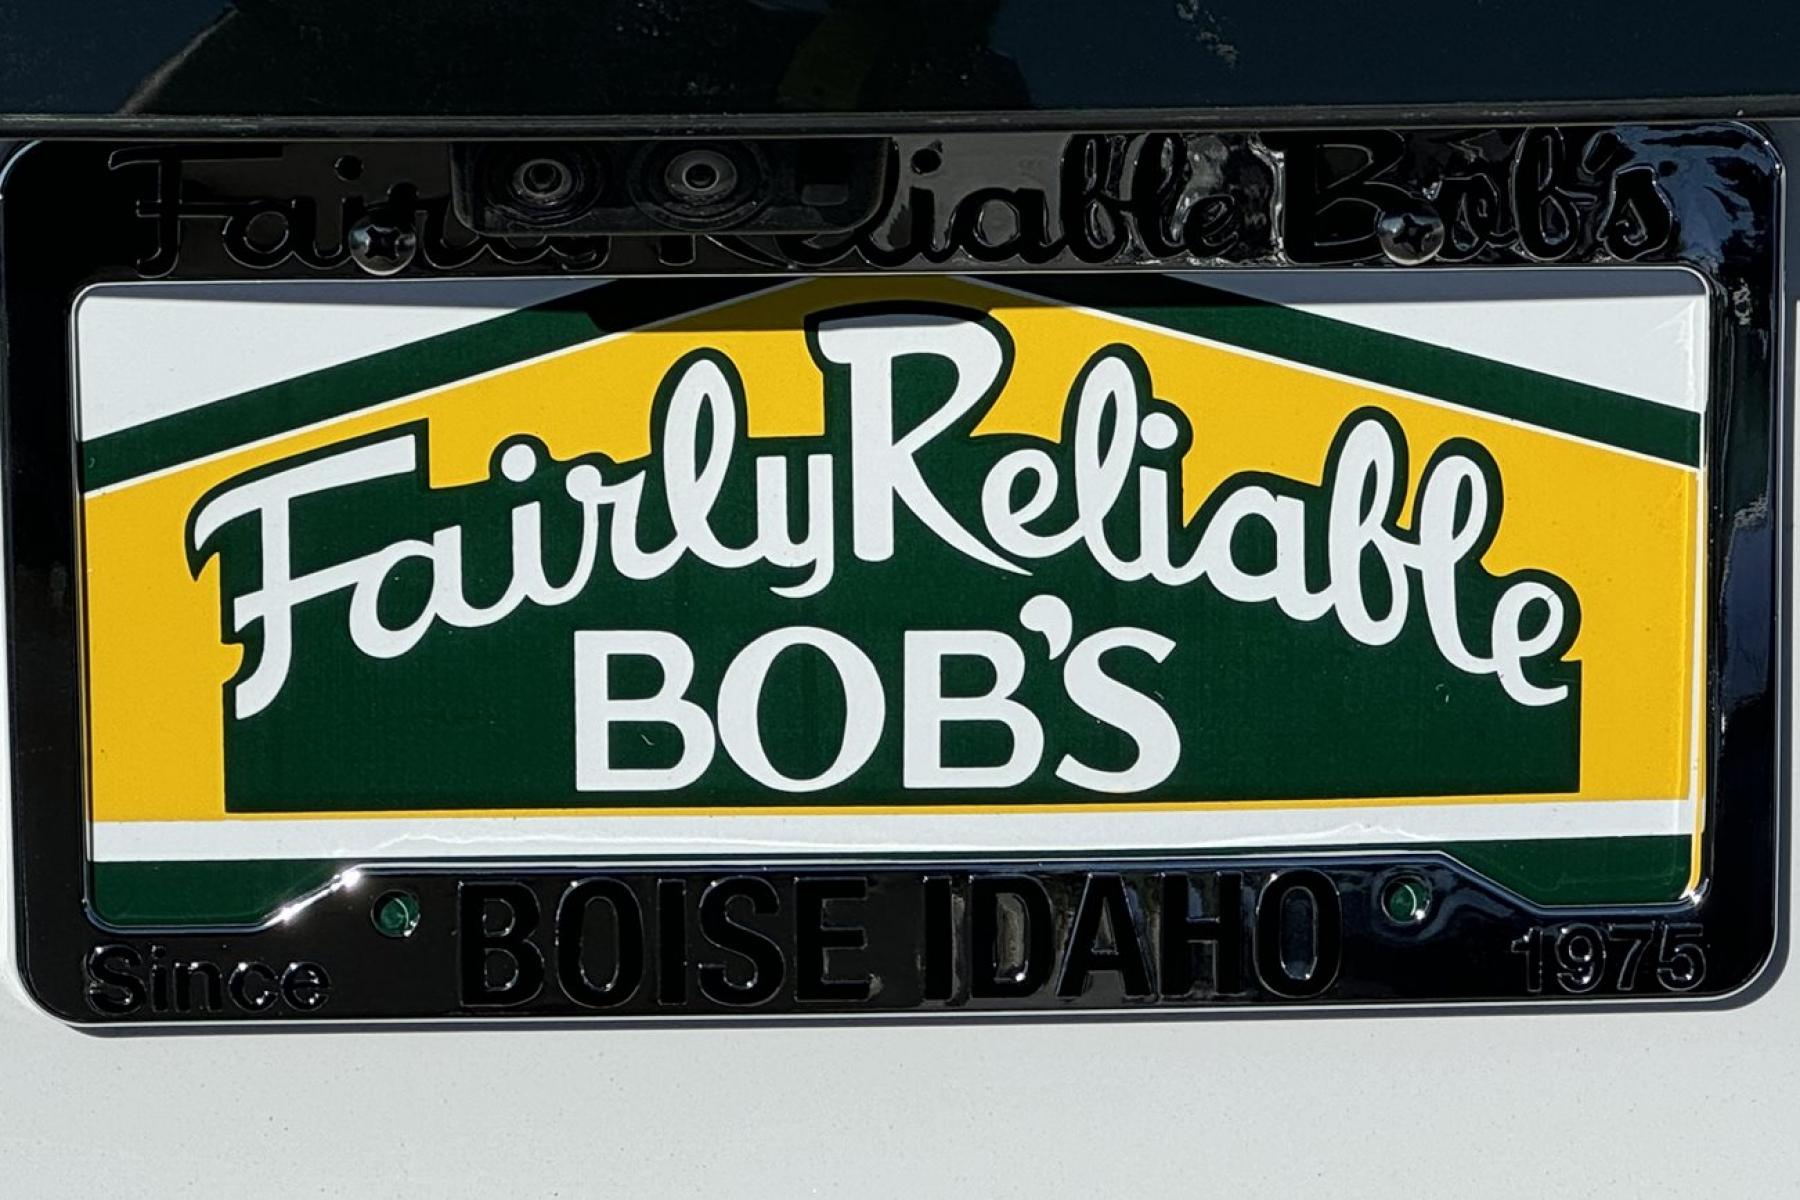 Fairly Reliable Bob's
Fairly Reliable
BOB'S
BOISE IDAHO
Since 1975